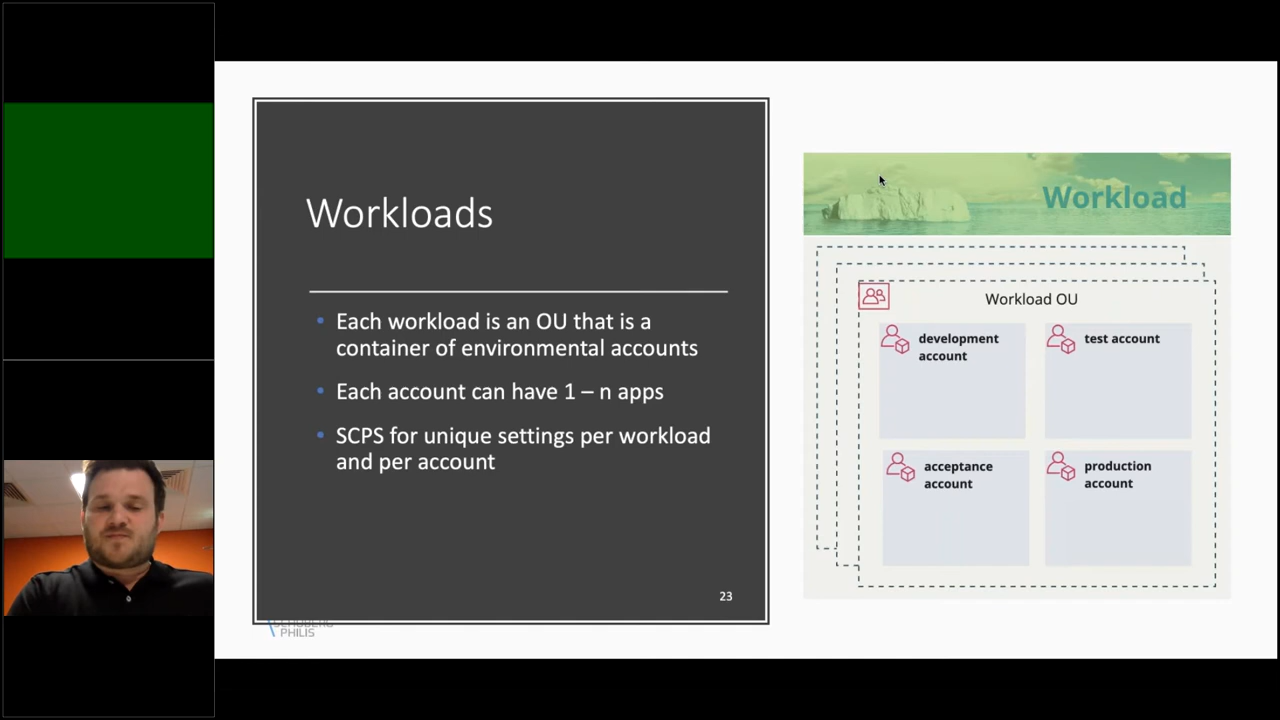 Workloads
• Each workload is an OU that is a
container of environmental accounts
• Each account can have 1 – n apps
• SCPS for unique settings per workload
and per account
23
PHILIS
Workload
Workload OU
development
account
test account
acceptance
account
production
account